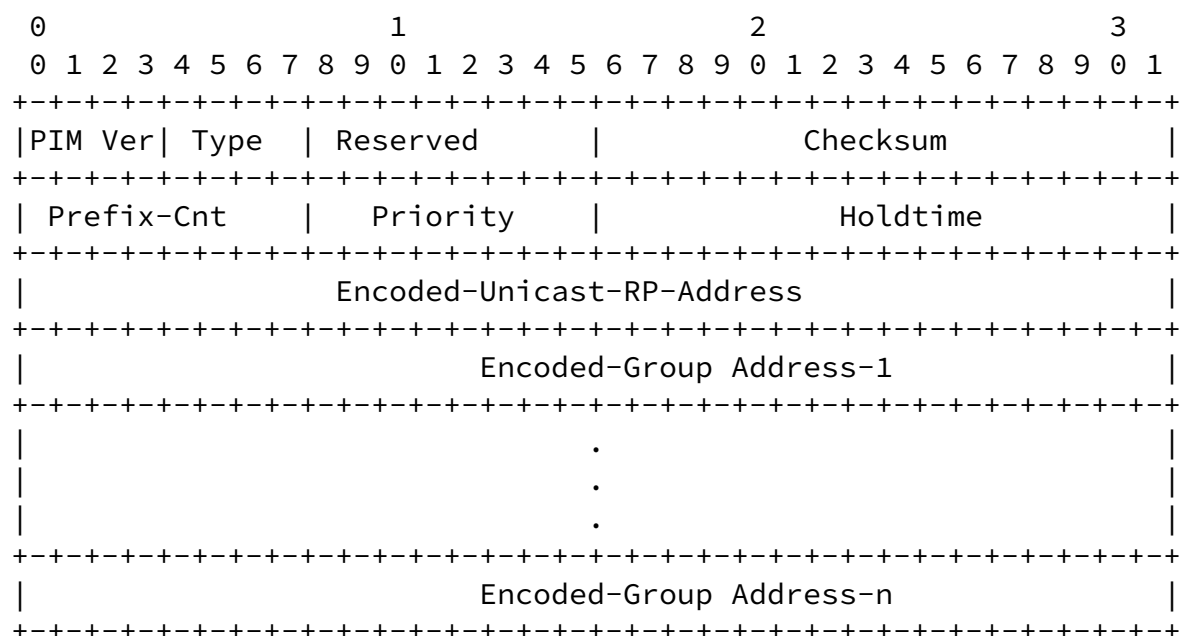 0                   1                   2                   3
 0 1 2 3 4 5 6 7 8 9 0 1 2 3 4 5 6 7 8 9 0 1 2 3 4 5 6 7 8 9 0 1
+-+-+-+-+-+-+-+-+-+-+-+-+-+-+-+-+-+-+-+-+-+-+-+-+-+-+-+-+-+-+-+-+
|PIM Ver| Type  | Reserved      |           Checksum            |
+-+-+-+-+-+-+-+-+-+-+-+-+-+-+-+-+-+-+-+-+-+-+-+-+-+-+-+-+-+-+-+-+
| Prefix-Cnt    |   Priority    |             Holdtime          |
+-+-+-+-+-+-+-+-+-+-+-+-+-+-+-+-+-+-+-+-+-+-+-+-+-+-+-+-+-+-+-+-+
|                 Encoded-Unicast-RP-Address                    |
+-+-+-+-+-+-+-+-+-+-+-+-+-+-+-+-+-+-+-+-+-+-+-+-+-+-+-+-+-+-+-+-+
|                         Encoded-Group Address-1               |
+-+-+-+-+-+-+-+-+-+-+-+-+-+-+-+-+-+-+-+-+-+-+-+-+-+-+-+-+-+-+-+-+
|                               .                               |
|                               .                               |
|                               .                               |
+-+-+-+-+-+-+-+-+-+-+-+-+-+-+-+-+-+-+-+-+-+-+-+-+-+-+-+-+-+-+-+-+
|                         Encoded-Group Address-n               |
+-+-+-+-+-+-+-+-+-+-+-+-+-+-+-+-+-+-+-+-+-+-+-+-+-+-+-+-+-+-+-+-+